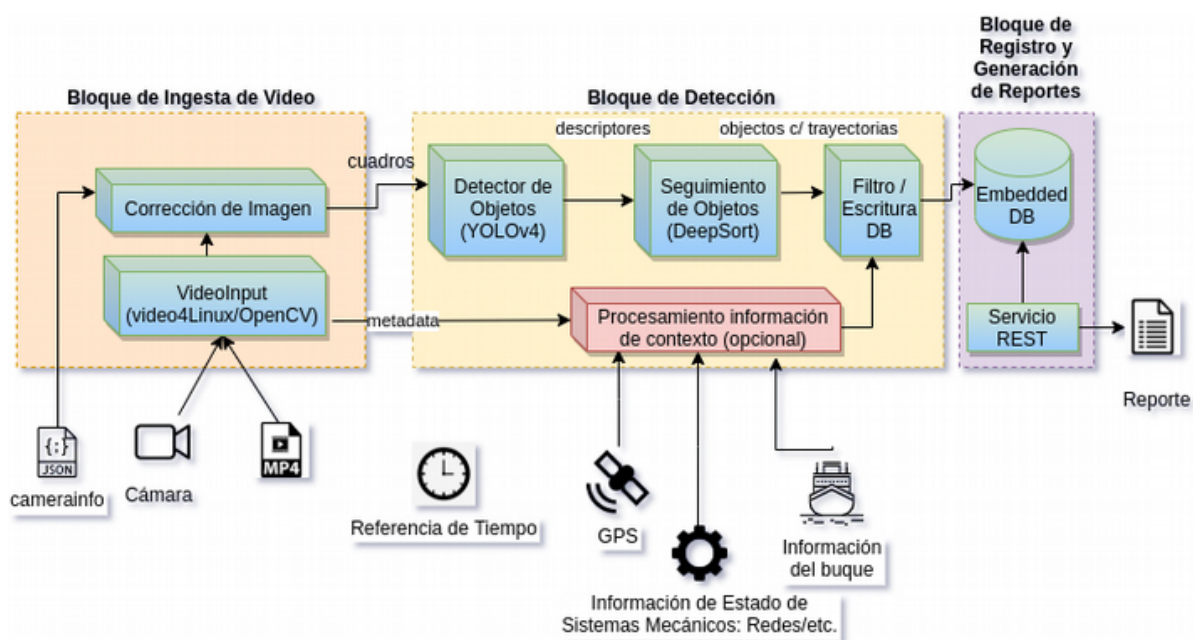 Bloque de Ingesta de Video
Bloque de Detección
Bloque de
Registro y
Generación
de Reportes
cuadros
descriptores
objectos c/ trayectorias
Corrección de Imagen
Detector de
Objetos
(YOLOv4)
Seguimiento
de Objetos
(DeepSort)
Filtro /
Escritura
DB
Embedded
DB
VideoInput
(video4Linux/OpenCV)
metadata
Procesamiento información
de contexto (opcional)
Servicio
REST
Reporte
{;}
JSON
camerainfo
Cámara
MP4
Referencia de Tiempo
GPS
Información
del buque
Información de Estado de
Sistemas Mecánicos: Redes/etc.